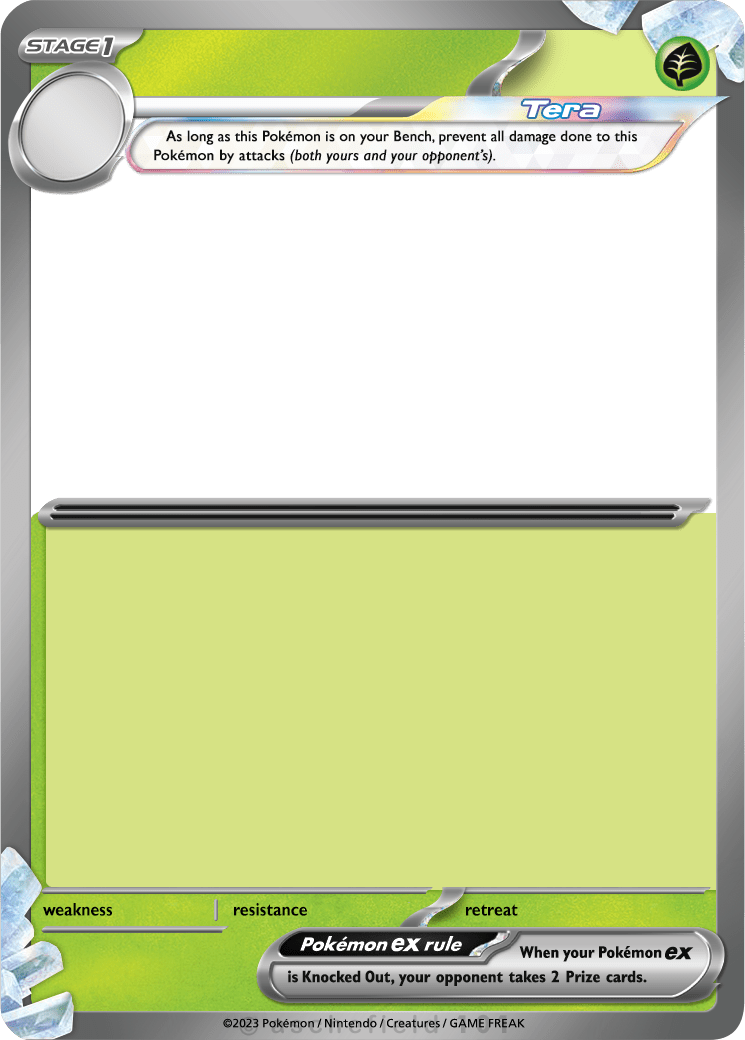 STAGE1
Tera
As long as this Pokémon is on your Bench, prevent all damage done to this
Pokémon by attacks (both yours and your opponent's).
weakness
resistance
retreat
Pokémon ex rule
When your Pokémon ex
is Knocked Out, your opponent takes 2 Prize cards.
©2023 Pokémon / Nintendo / Creatures / GAME FREAK